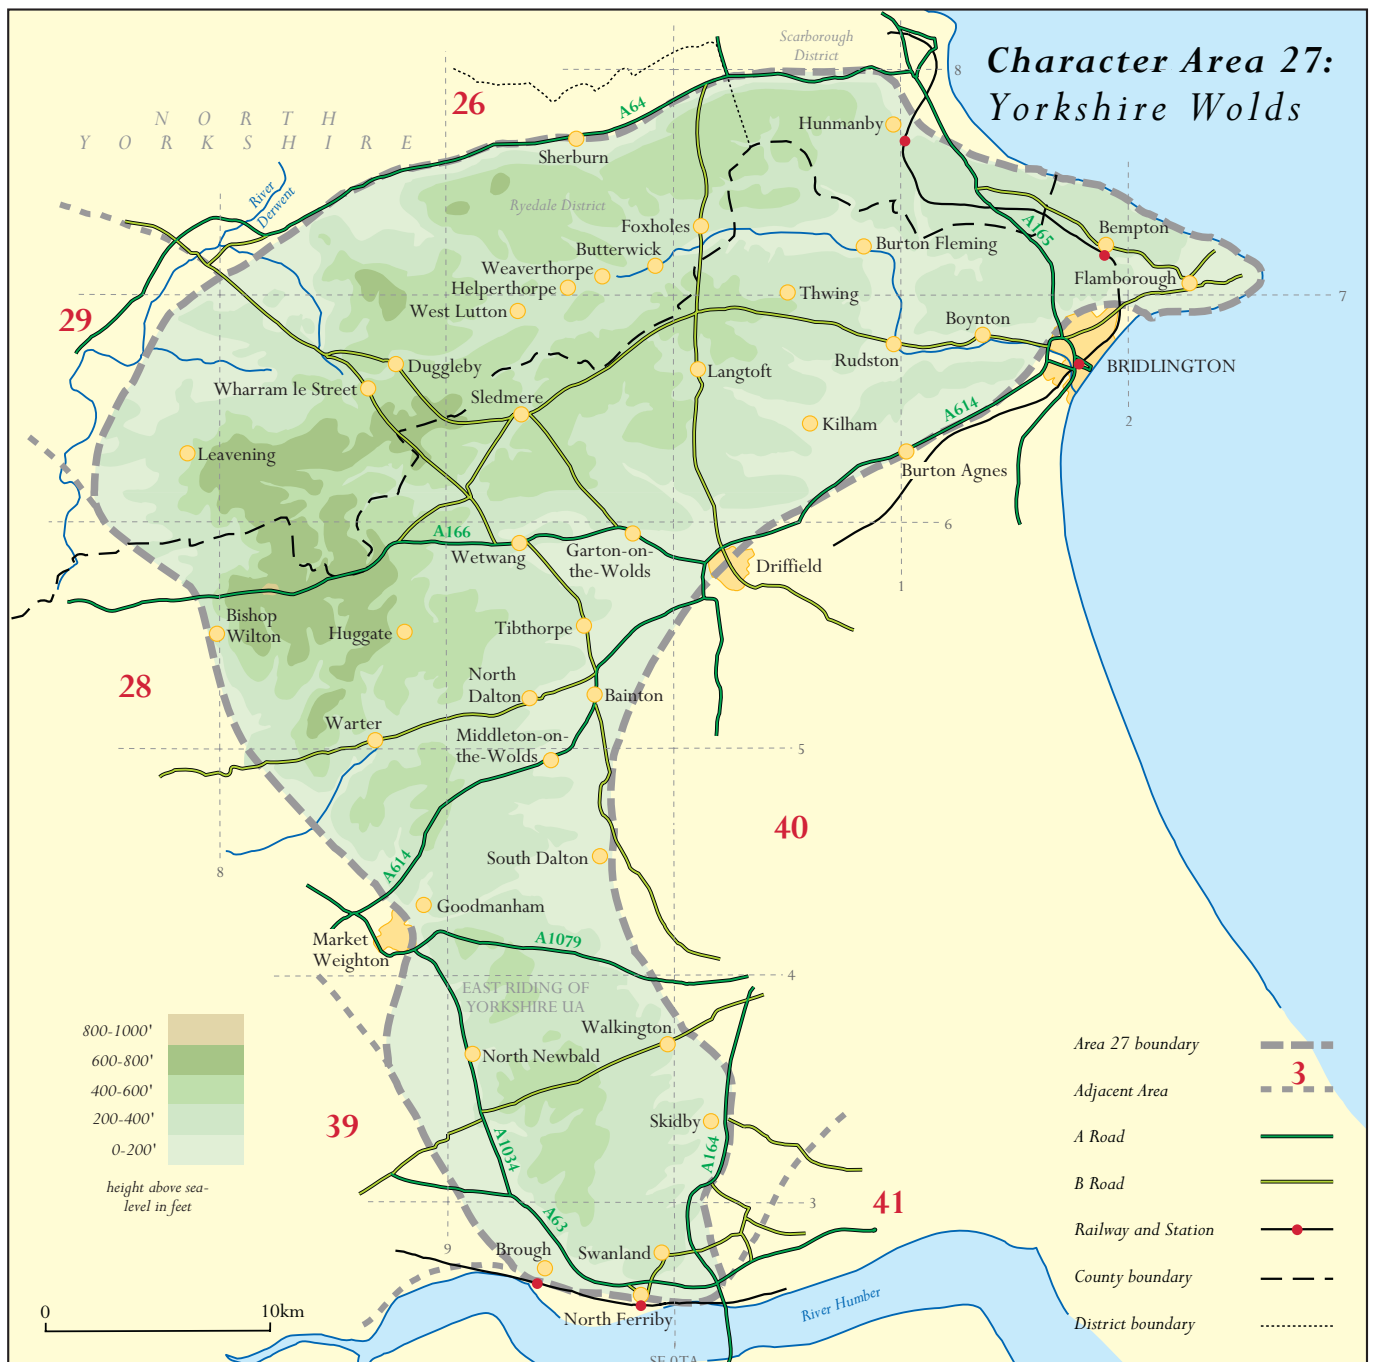 Character Area 27:
Yorkshire Wolds
Scarborough
District
NORTH
YORKSHIRE
26
A64
8
Hunmanby
Sherburn
River
Derwent
Ryedale District
Foxholes
A165
Bempton
Butterwick
Burton Fleming
Weaverthorpe
Helperthorpe
Flamborough
Thwing
7
West Lutton
29
Boynton
Duggleby
Rudston
BRIDLINGTON
Wharram le Street
Langtoft
Sledmere
A614
2
Kilham
Leavening
Burton Agnes
A166
6
Wetwang
Garton-on-
the-Wolds
Driffield
1
Bishop
Wilton
Huggate
Tibthorpe
28
North
Dalton
Bainton
Warter
Middleton-on-
the-Wolds
5
40
A614
8
South Dalton
Goodmanham
Market
Weighton
A1079
4
EAST RIDING OF
YORKSHIRE UA
Walkington
North Newbald
39
Skidby
A1034
A164
3
41
A63
9
Brough
Swanland
North Ferriby
River Humber
SE 0TA
800-1000'
600-800'
400-600'
200-400'
0-200'
height above sea-
level in feet
0 10km
Area 27 boundary
3
Adjacent Area
A Road
B Road
Railway and Station
County boundary
District boundary